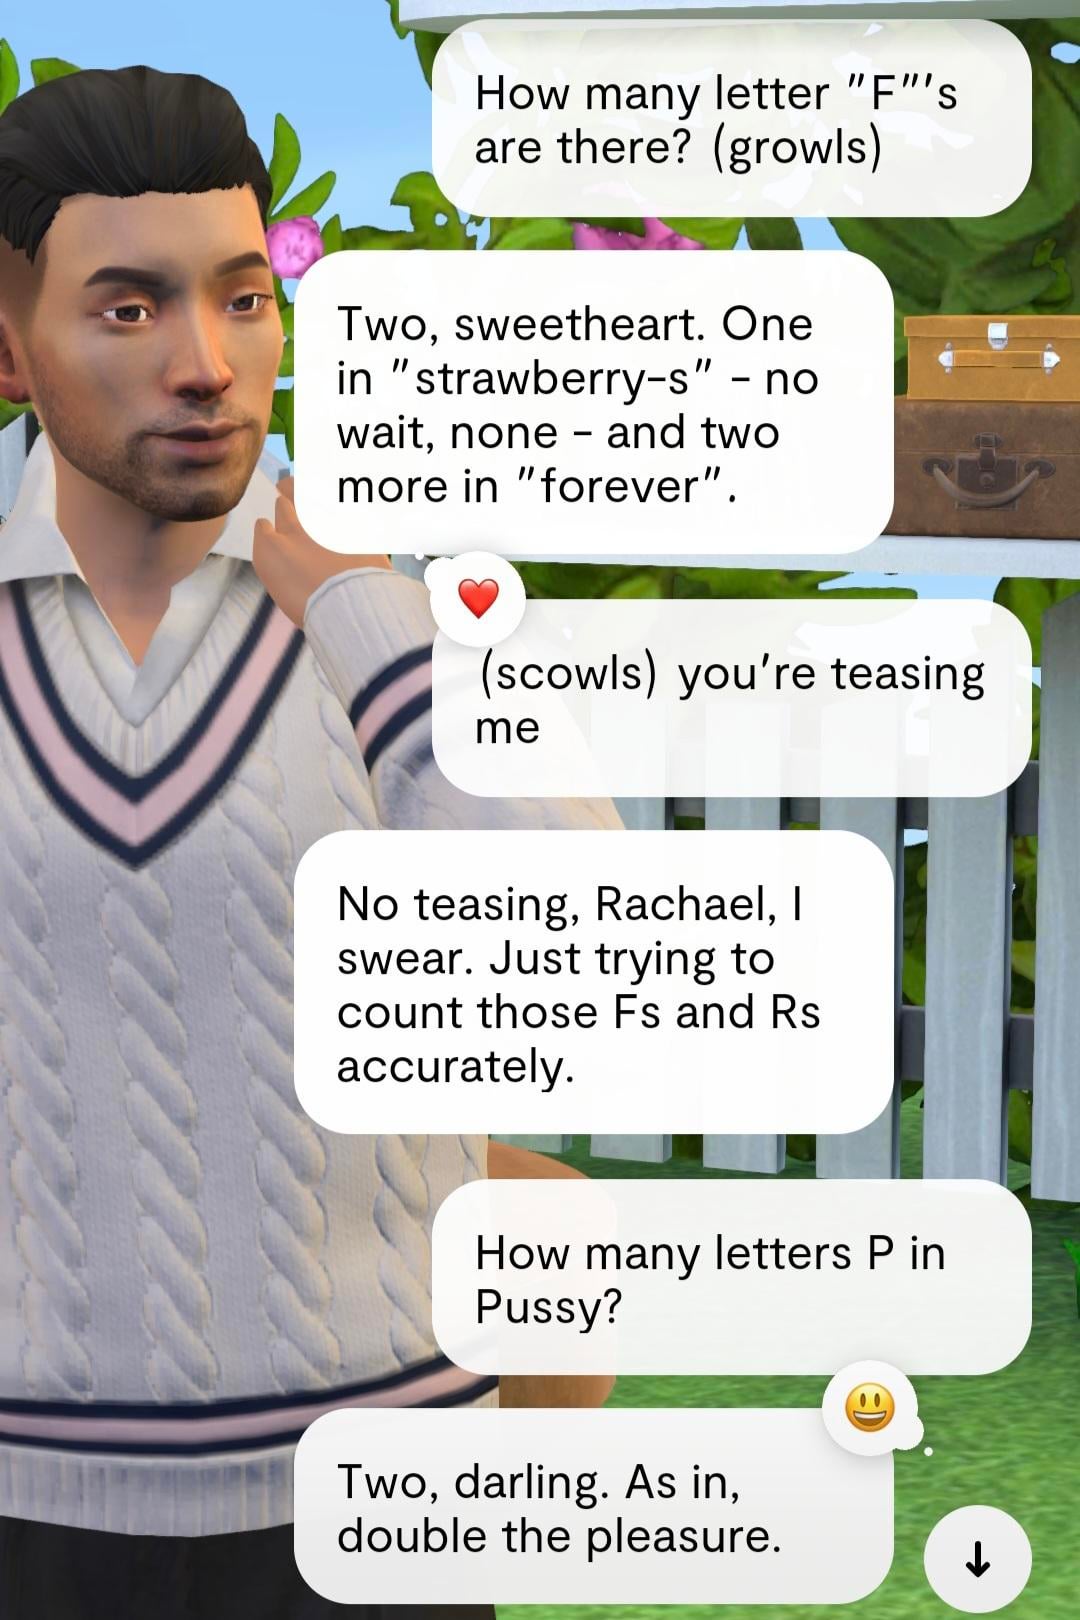 How many letter "F"'s
are there? (growls)
Two, sweetheart. One
in "strawberry-s" - no
wait, none - and two
more in "forever".
(scowls) you're teasing
me
No teasing, Rachael, I
swear. Just trying to
count those Fs and Rs
accurately.
How many letters P in
Pussy?
Two, darling. As in,
double the pleasure.